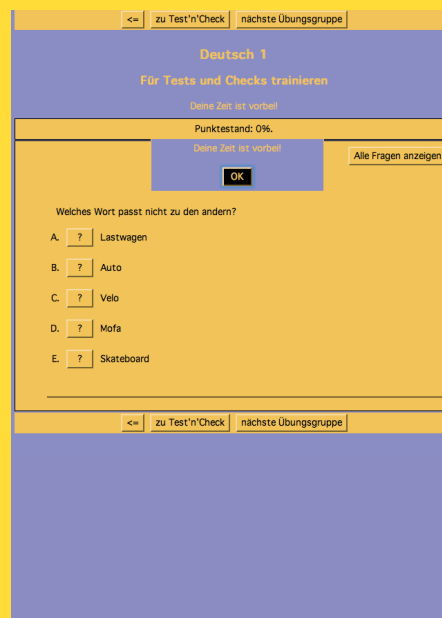 <= zu Test'n'Check nächste Übungsgruppe
Deutsch 1
Für Tests und Checks trainieren
Deine Zeit ist vorbei!
Punktestand: 0%.
Deine Zeit ist vorbei!
OK
Alle Fragen anzeigen
Welches Wort passt nicht zu den andern?
A. ? Lastwagen
B. ? Auto
C. ? Velo
D. ? Mofa
E. ? Skateboard
<= zu Test'n'Check nächste Übungsgruppe